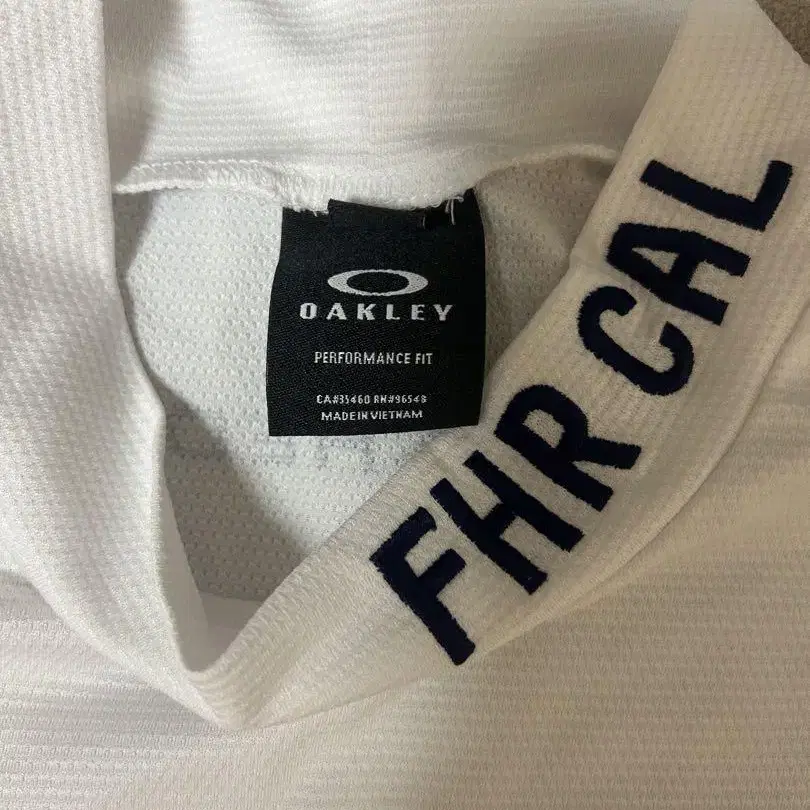 OAKLEY
PERFORMANCE FIT
CA#35460 RN#96548
MADE IN VIETNAM
FHR CAL